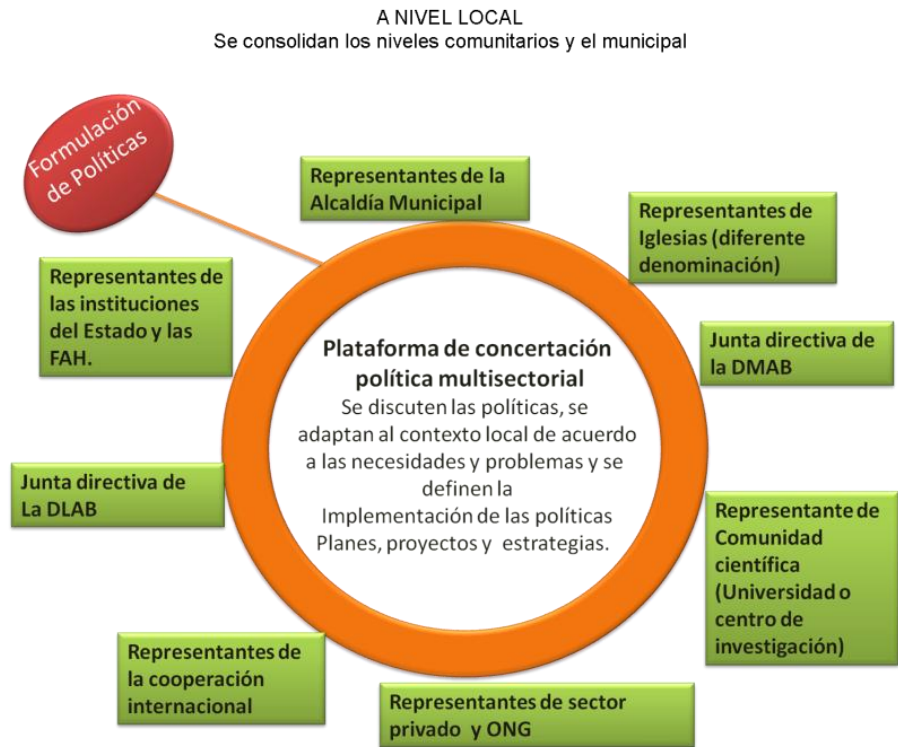 A NIVEL LOCAL
Se consolidan los niveles comunitarios y el municipal
Formulación
de Políticas
Representantes de la
Alcaldía Municipal
Representantes de
Iglesias (diferente
denominación)
Representantes de
las instituciones
del Estado y las
FAH.
Junta directiva de
la DMAB
Plataforma de concertación
política multisectorial
Se discuten las políticas, se
adaptan al contexto local de acuerdo
a las necesidades y problemas y se
definen la
Implementación de las políticas
Planes, proyectos y estrategias.
Junta directiva de
La DLAB
Representante de
Comunidad
científica
(Universidad o
centro de
investigación)
Representantes de
la cooperación
internacional
Representantes de sector
privado y ONG